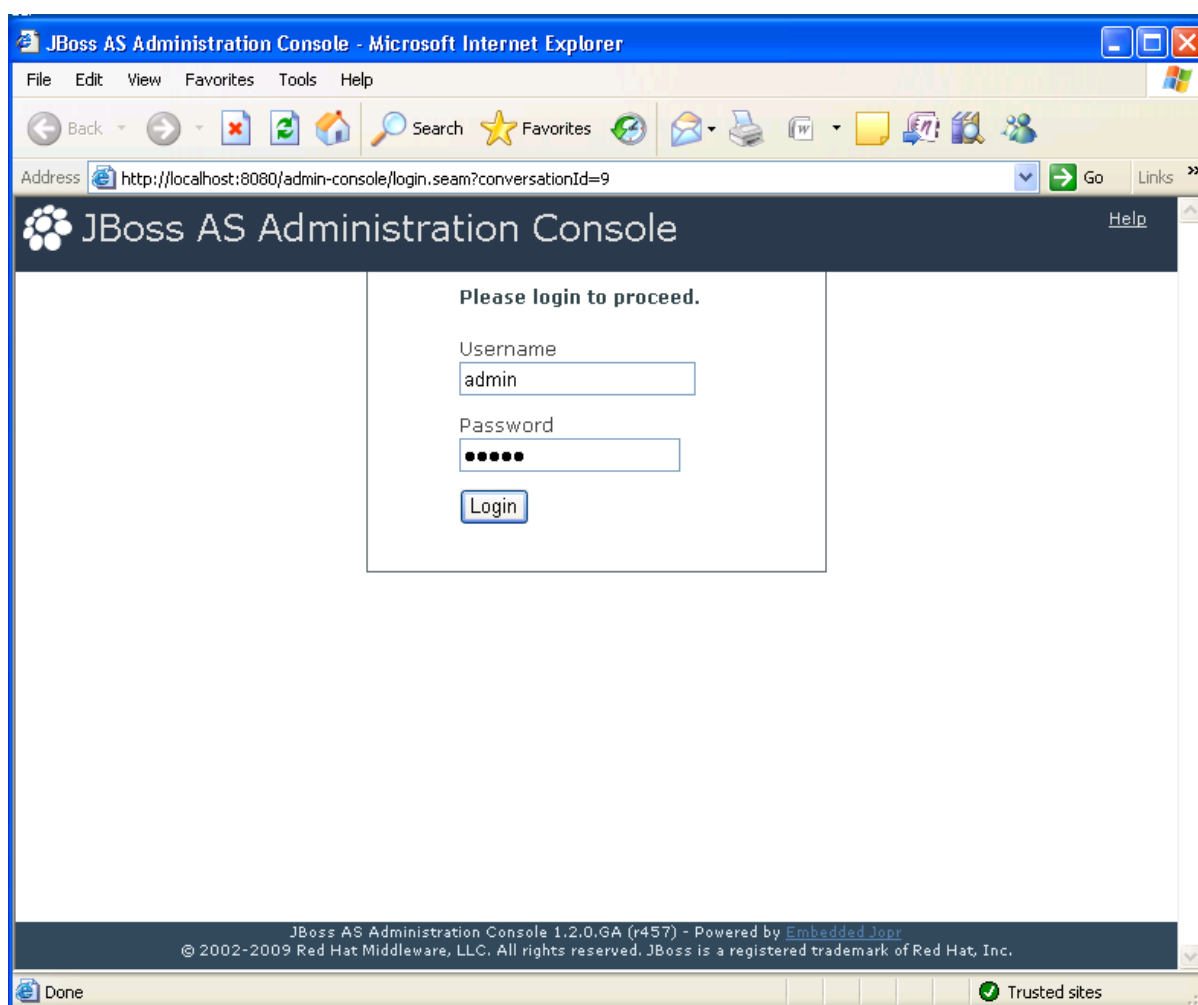 JBoss AS Administration Console - Microsoft Internet Explorer
File Edit View Favorites Tools Help
Back Search Favorites
Address http://localhost:8080/admin-console/login.seam?conversationId=9 Go Links »
JBoss AS Administration Console Help
Please login to proceed.
Username
admin
Password
•••••
Login
JBoss AS Administration Console 1.2.0.GA (r457) - Powered by Embedded Jopr
© 2002-2009 Red Hat Middleware, LLC. All rights reserved. JBoss is a registered trademark of Red Hat, Inc.
Done Trusted sites